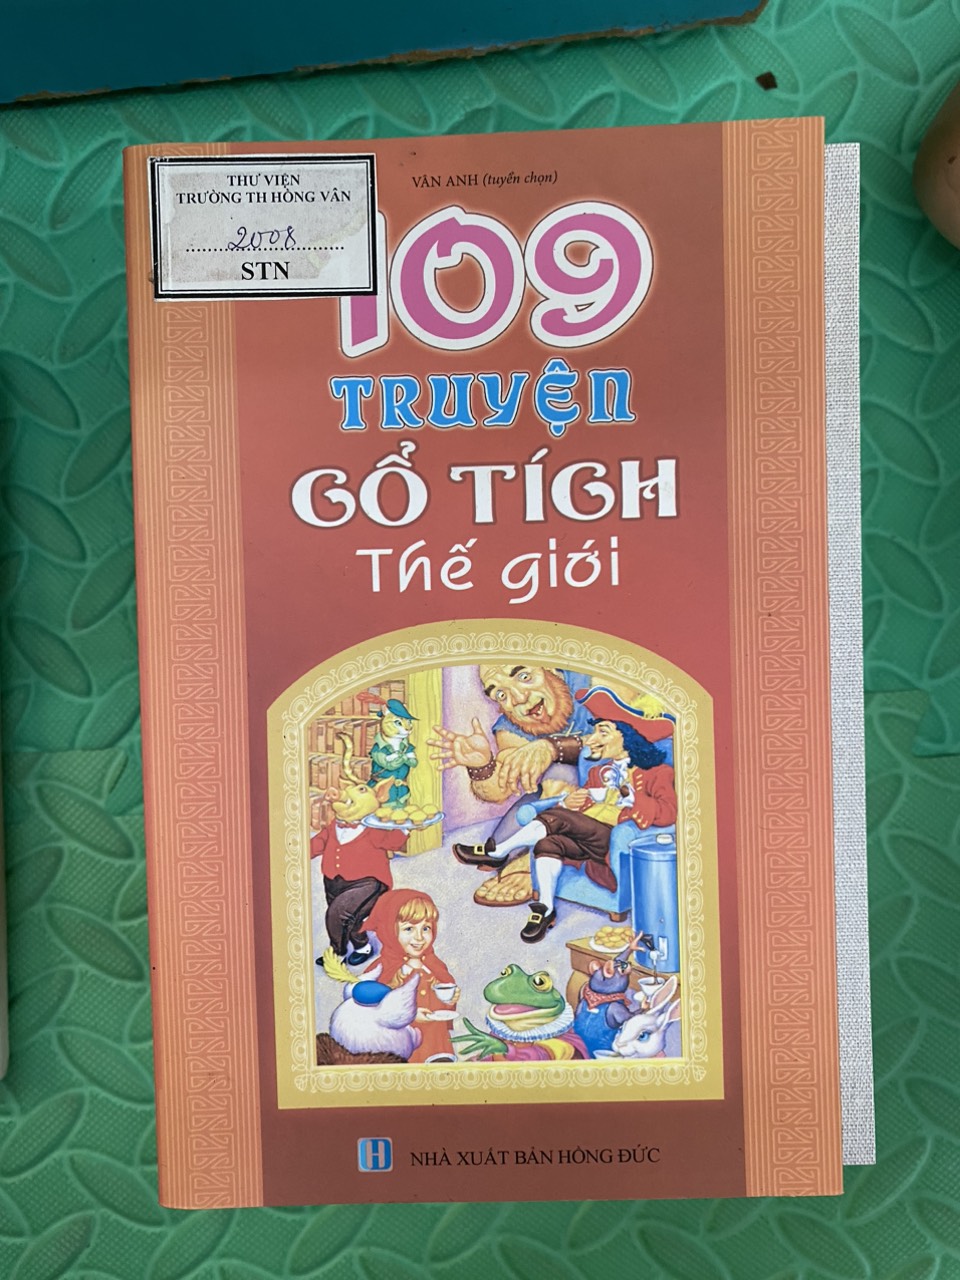 THƯ VIỆN
TRƯỜNG TH HỒNG VÂN
2008
STN
VÂN ANH (tuyển chọn)
109
TRUYỆN
CỔ TÍCH
Thế giới
NHÀ XUẤT BẢN HỒNG ĐỨC